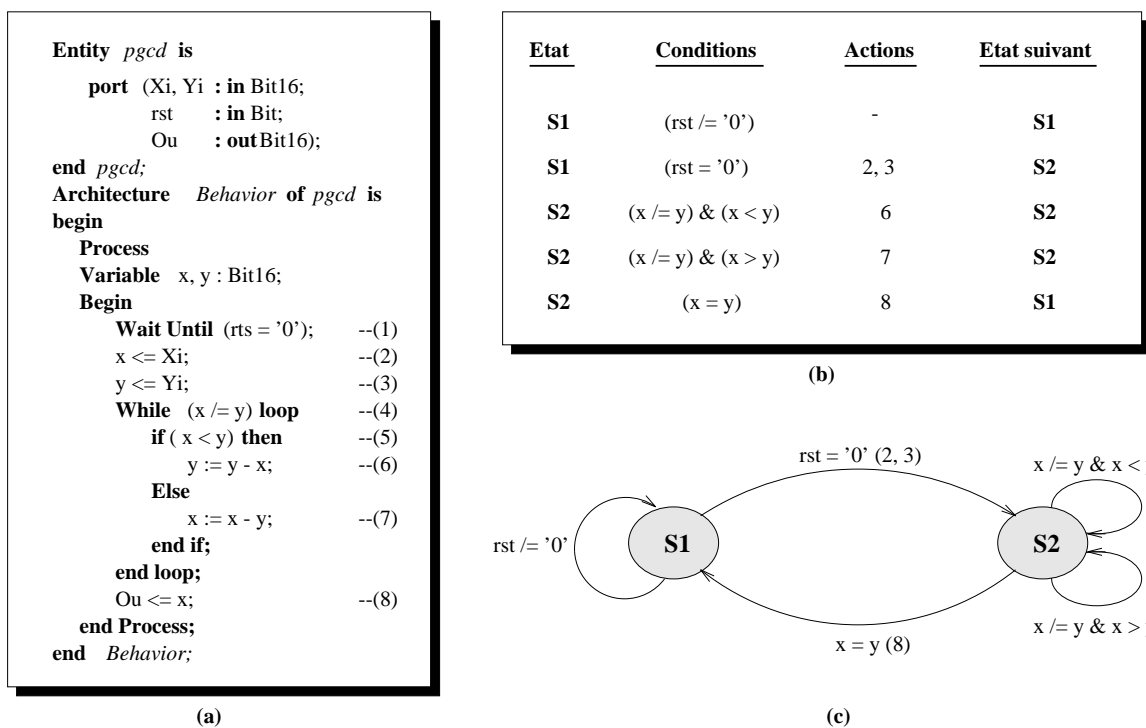 Entity pgcd is
port (Xi, Yi : in Bit16;
rst : in Bit;
Ou : out Bit16);
end pgcd;
Architecture Behavior of pgcd is
begin
Process
Variable x, y : Bit16;
Begin
Wait Until (rts = '0'); --(1)
x <= Xi; --(2)
y <= Yi; --(3)
While (x /= y) loop --(4)
if ( x < y) then --(5)
y := y - x; --(6)
Else
x := x - y; --(7)
end if;
end loop;
Ou <= x; --(8)
end Process;
end Behavior;
(a)
Etat Conditions Actions Etat suivant
S1 (rst /= '0') - S1
S1 (rst = '0') 2, 3 S2
S2 (x /= y) & (x < y) 6 S2
S2 (x /= y) & (x > y) 7 S2
S2 (x = y) 8 S1
(b)
rst = '0' (2, 3)
x /= y & x <
rst /= '0'
S1
S2
x = y (8)
x /= y & x >
(c)